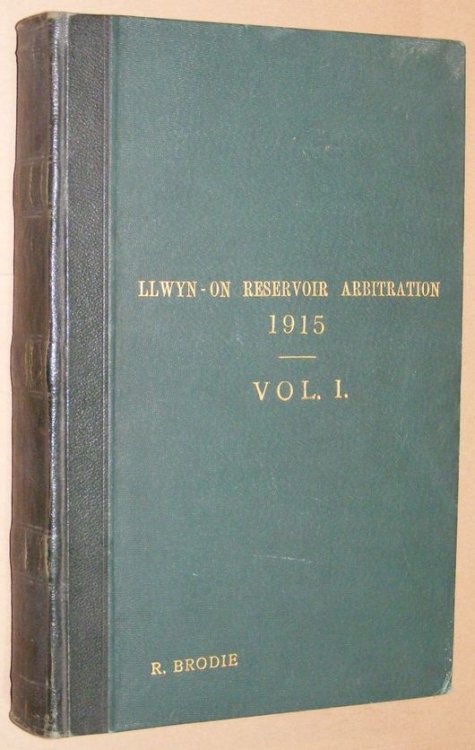 LLWYN-ON RESERVOIR ARBITRATION
1915
VOL. I.
R. BRODIE